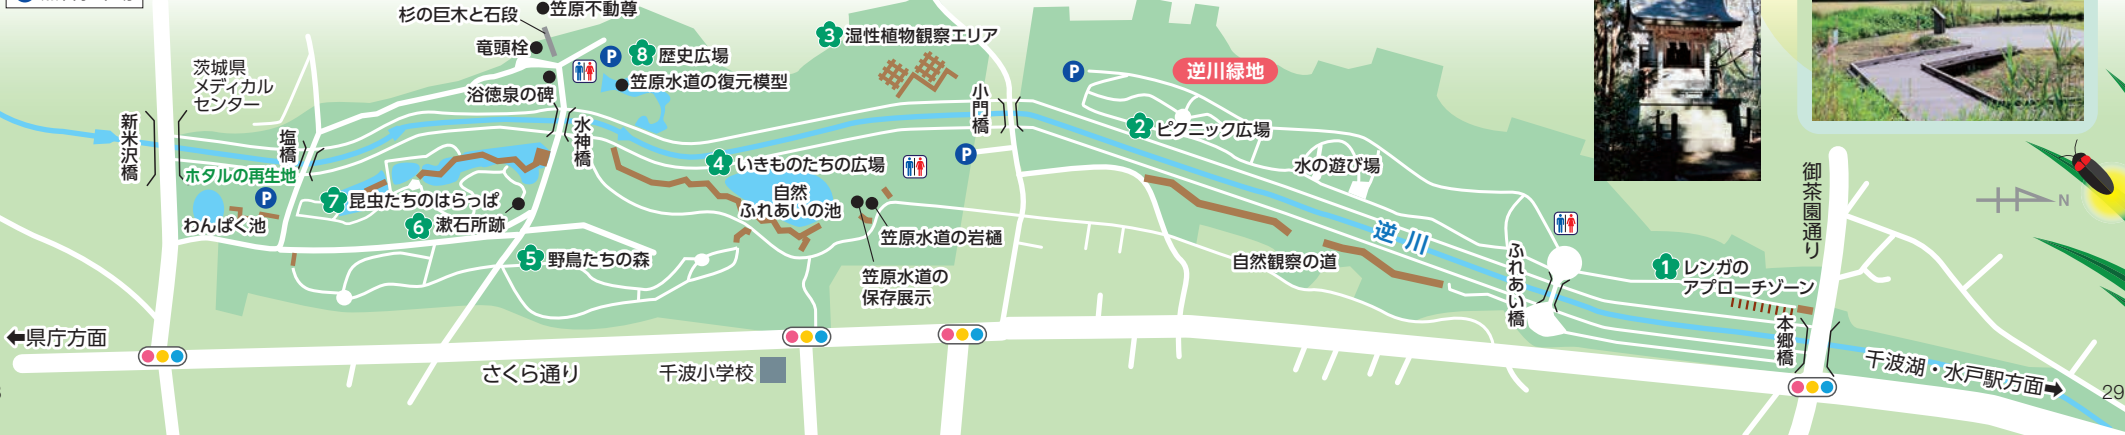 杉の巨木と石段
笠原不動尊
竜頭栓
P
8 歴史広場
笠原水道の復元模型
浴徳泉の碑
茨城県
メディカル
センター
新米沢橋
塩橋
水神橋
ホタルの再生地
P
わんぱく池
7 昆虫たちのはらっぱ
6 漱石所跡
5 野鳥たちの森
3 湿性植物観察エリア
4 いきものたちの広場
自然
ふれあいの池
笠原水道の岩樋
笠原水道の
保存展示
小門橋
P
P
逆川緑地
2 ピクニック広場
水の遊び場
逆川
自然観察の道
ふれあい橋
1 レンガの
アプローチゾーン
御茶園通り
本郷橋
N
県庁方面
さくら通り
千波小学校
千波湖・水戸駅方面
29